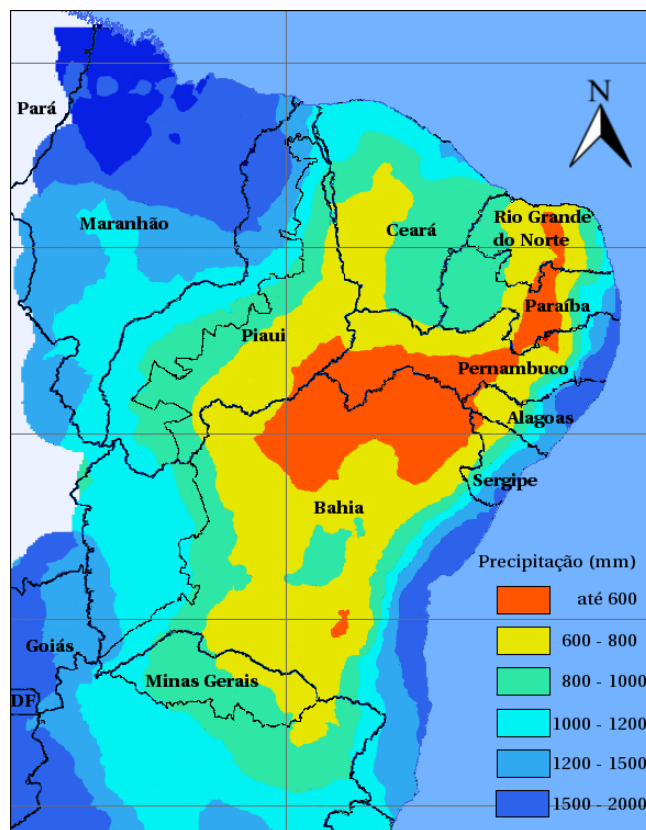 N
Pará
Maranhão
Ceará
Rio Grande
do Norte
Paraíba
Piaui
Pernambuco
Alagoas
Sergipe
Bahia
Precipitação (mm)
até 600
600 - 800
Goiás
Minas Gerais
800 - 1000
DF
1000 - 1200
1200 - 1500
1500 - 2000